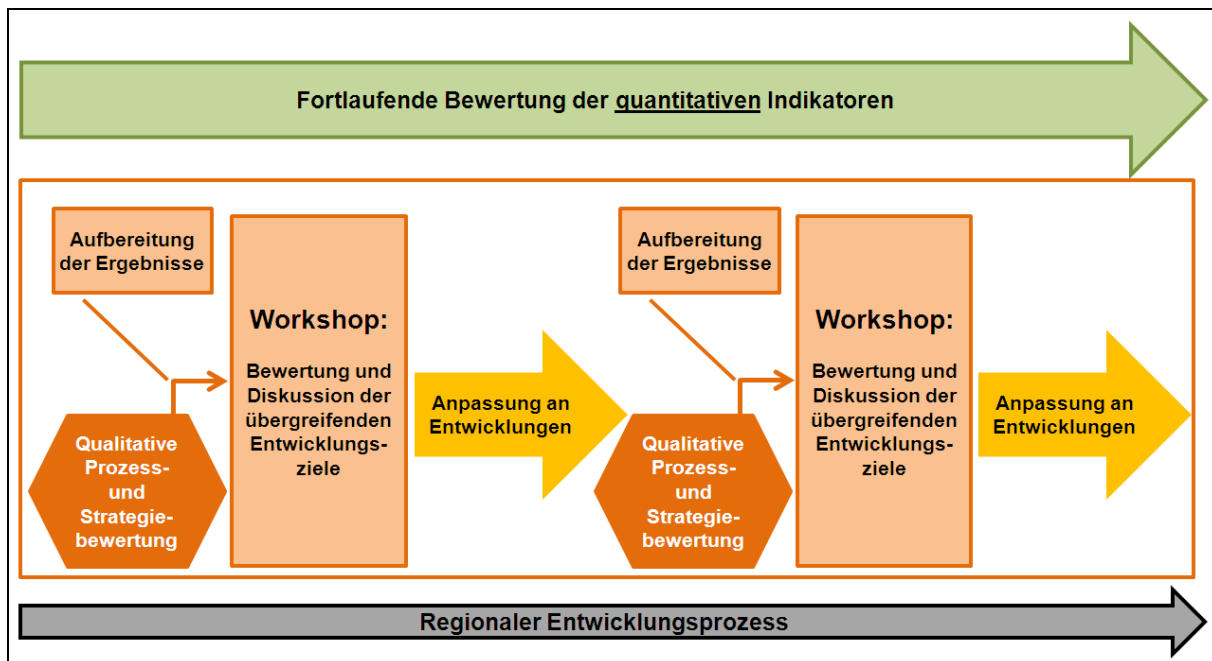 Fortlaufende Bewertung der quantitativen Indikatoren
Aufbereitung
der Ergebnisse
Workshop:
Bewertung und
Diskussion der
übergreifenden
Entwicklungs-
ziele
Qualitative
Prozess-
und
Strategie-
bewertung
Anpassung an
Entwicklungen
Aufbereitung
der Ergebnisse
Workshop:
Bewertung und
Diskussion der
übergreifenden
Entwicklungs-
ziele
Qualitative
Prozess-
und
Strategie-
bewertung
Anpassung an
Entwicklungen
Regionaler Entwicklungsprozess